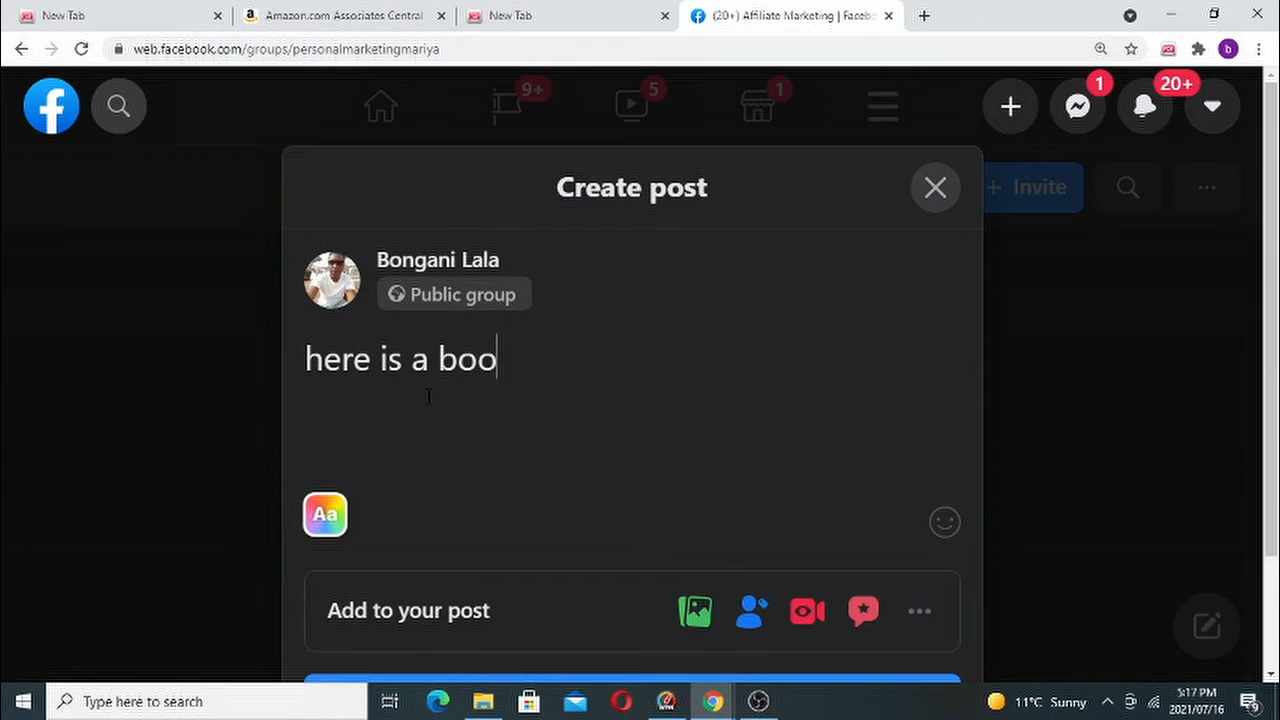 New Tab
Amazon.com Associates Central
New Tab
(20+) Affiliate Marketing | Facebo
web.facebook.com/groups/personalmarketingmariya
b
9+
5
1
1
20+
Create post
+ Invite
Bongani Lala
Public group
here is a boo
Aa
Add to your post
Type here to search
11°C Sunny
5:17 PM
2021/07/16
9